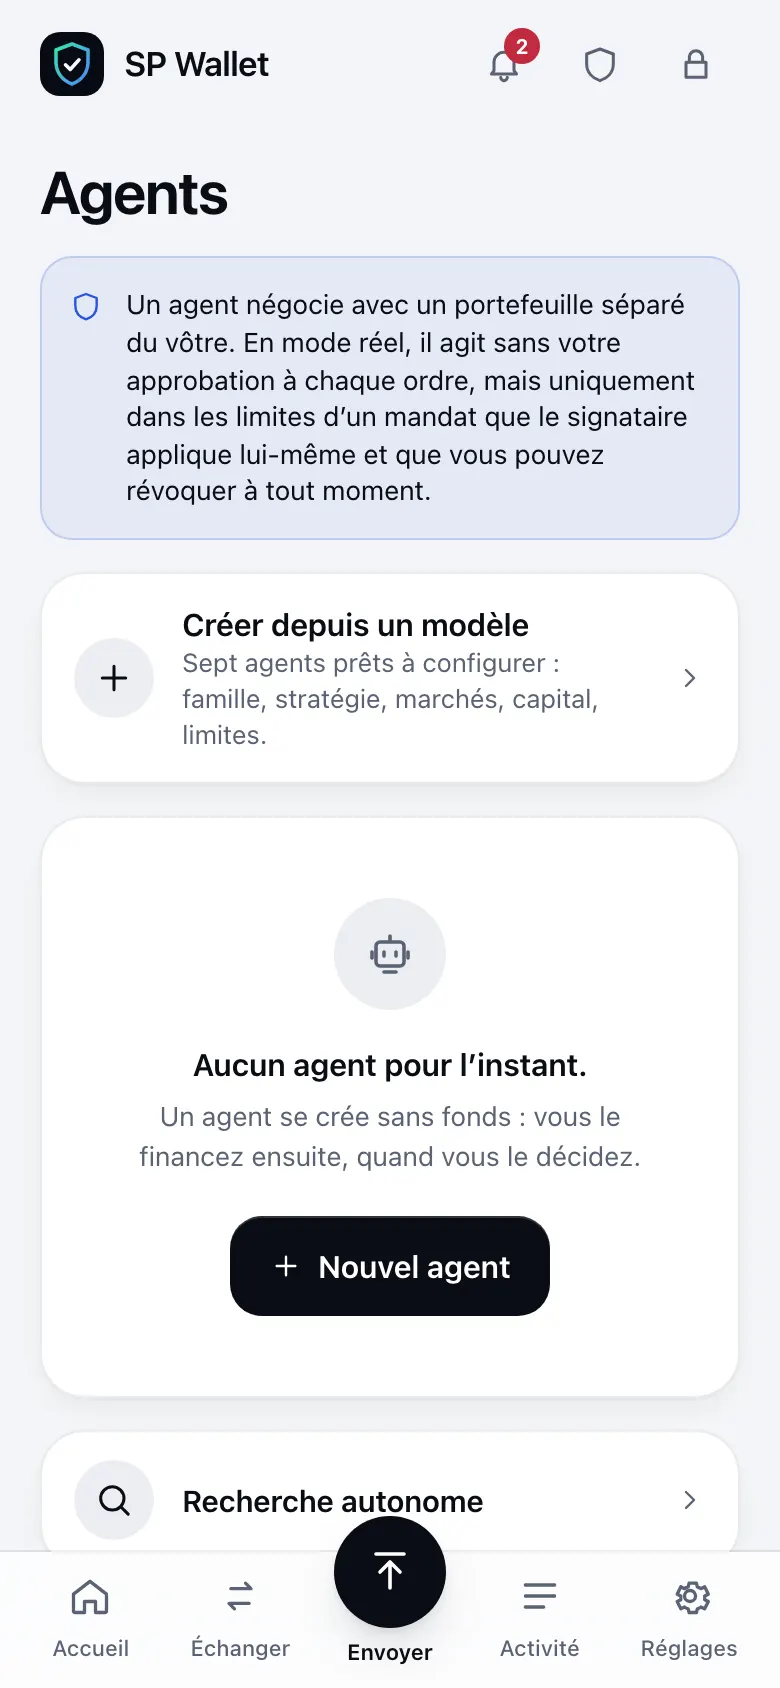 SP Wallet
2
Agents
Un agent négocie avec un portefeuille séparé
du vôtre. En mode réel, il agit sans votre
approbation à chaque ordre, mais uniquement
dans les limites d’un mandat que le signataire
applique lui-même et que vous pouvez
révoquer à tout moment.
Créer depuis un modèle
Sept agents prêts à configurer :
famille, stratégie, marchés, capital,
limites.
Aucun agent pour l’instant.
Un agent se crée sans fonds : vous le
financez ensuite, quand vous le décidez.
Nouvel agent
Recherche autonome
Accueil
Échanger
Envoyer
Activité
Réglages